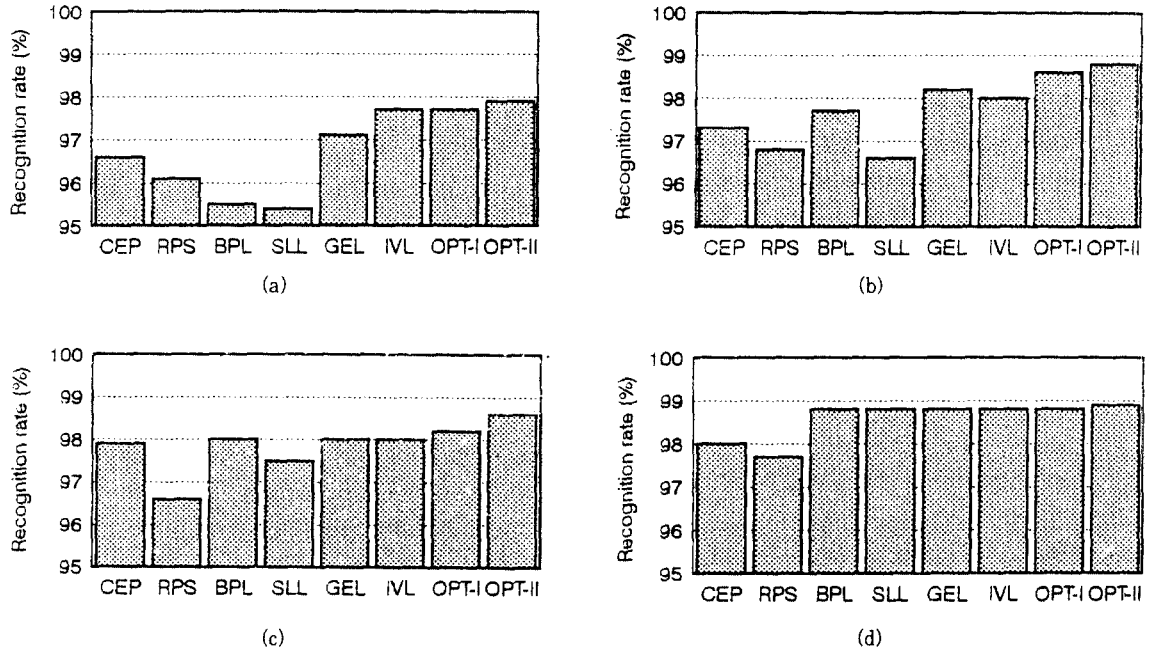 Recognition rate (%)
100
99
98
97
96
95
CEP RPS BPL SLL GEL IVL OPT-I OPT-II
(a)
Recognition rate (%)
100
99
98
97
96
95
CEP RPS BPL SLL GEL IVL OPT-I OPT-II
(b)
Recognition rate (%)
100
99
98
97
96
95
CEP RPS BPL SLL GEL IVL OPT-I OPT-II
(c)
Recognition rate (%)
100
99
98
97
96
95
CEP RPS BPL SLL GEL IVL OPT-I OPT-II
(d)